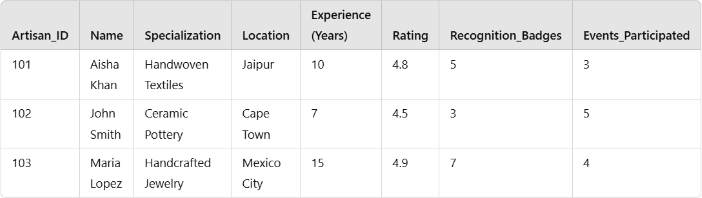 Artisan_ID Name Specialization Location Experience (Years) Rating Recognition_Badges Events_Participated
101 Aisha Khan Handwoven Textiles Jaipur 10 4.8 5 3
102 John Smith Ceramic Pottery Cape Town 7 4.5 3 5
103 Maria Lopez Handcrafted Jewelry Mexico City 15 4.9 7 4